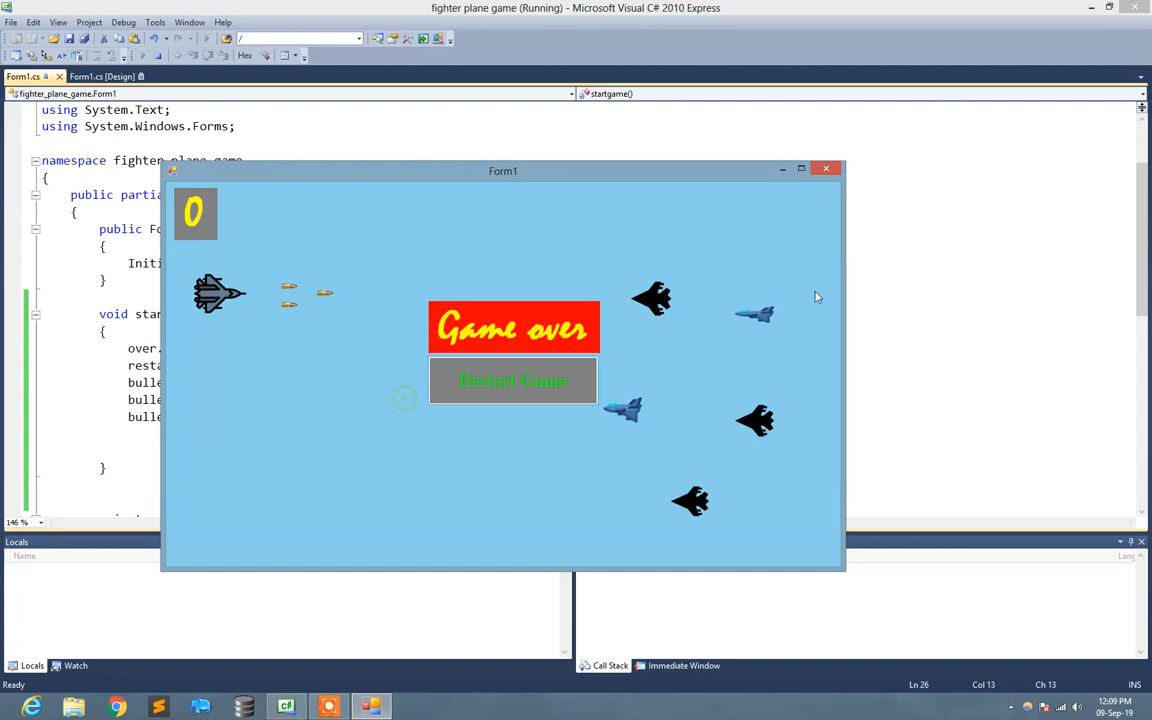 fighter plane game (Running) - Microsoft Visual C# 2010 Express
File Edit View Project Debug Tools Window Help
/
Hex
Form1.cs Form1.cs [Design]
fighter_plane_game.Form1 startgame()
using System.Text;
using System.Windows.Forms;
namespace fighter_plane_game
{
public partia
{
public Fo
{
Initi
}
void star
{
over.
resta
bulle
bulle
bulle
}
Form1
0
Game over
Restart Game
146 %
Locals
Name
Lang
Locals Watch
Call Stack Immediate Window
Ready
Ln 26 Col 13 Ch 13 INS
12:09 PM
09-Sep-19